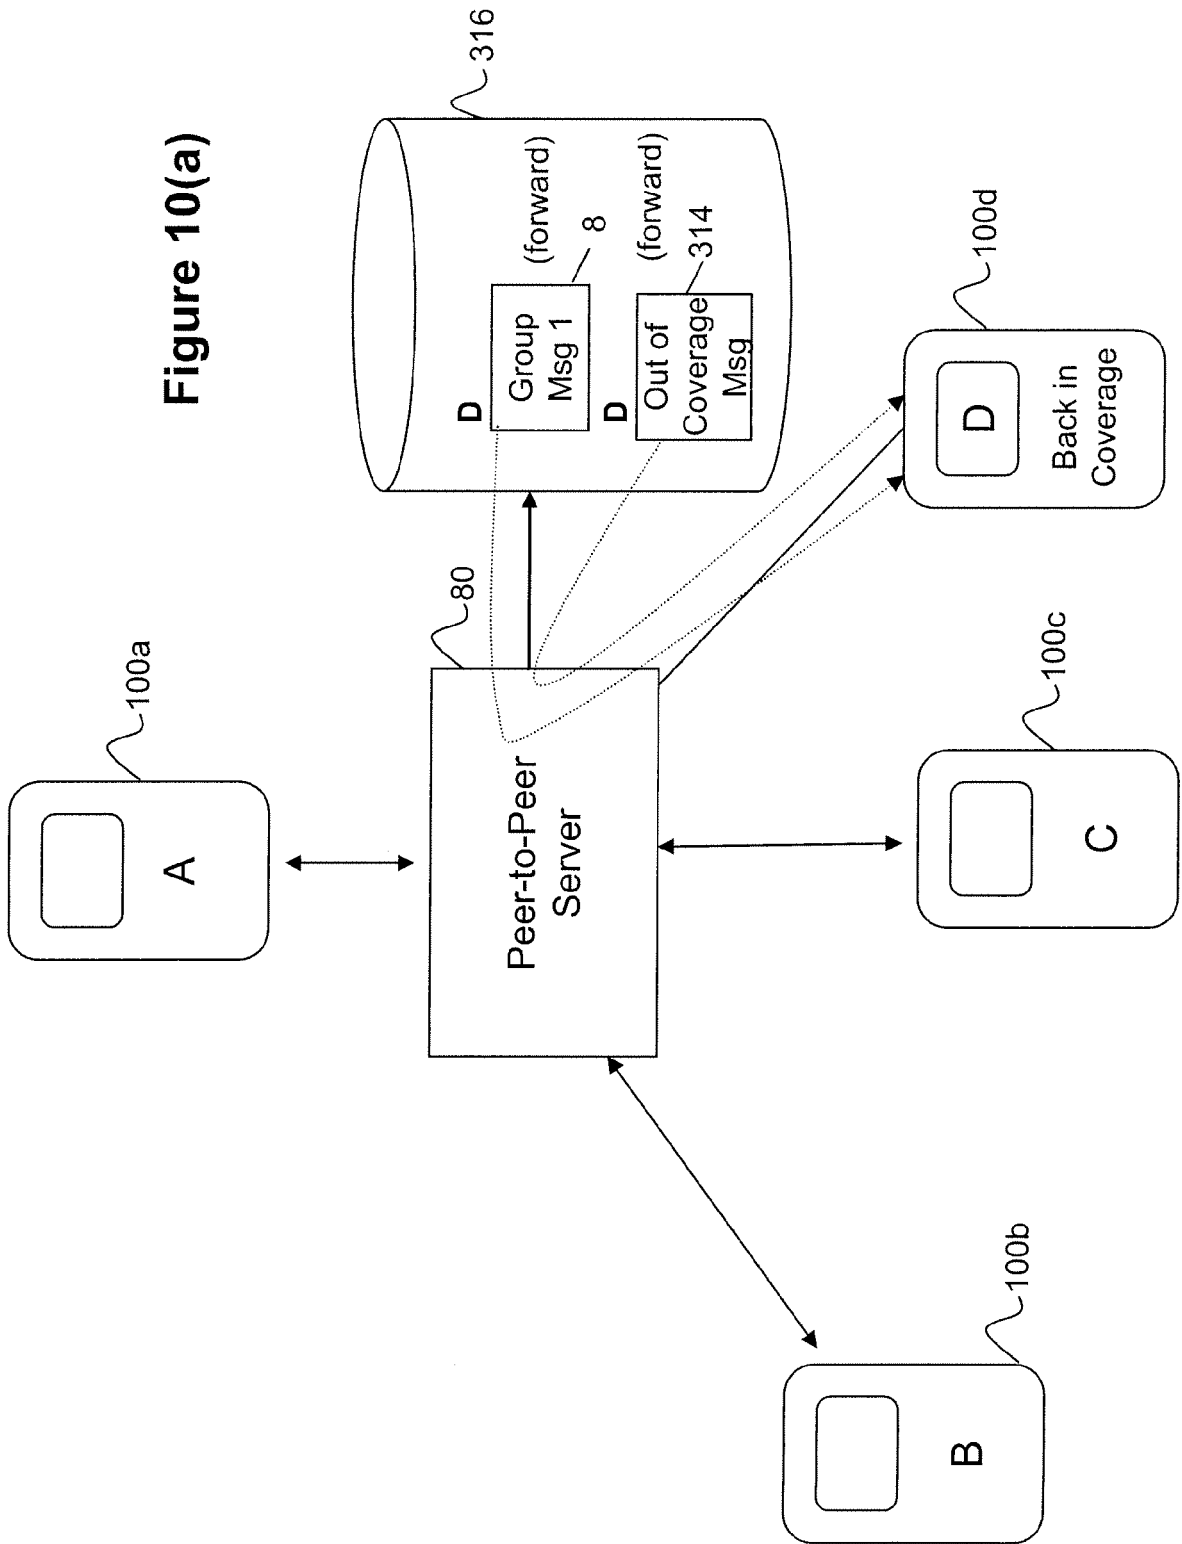 Figure 10(a)
316
D
Group
Msg 1
(forward)
8
D
Out of
Coverage
Msg
(forward)
314
80
Peer-to-Peer
Server
100a
A
100b
B
100c
C
100d
D
Back in
Coverage